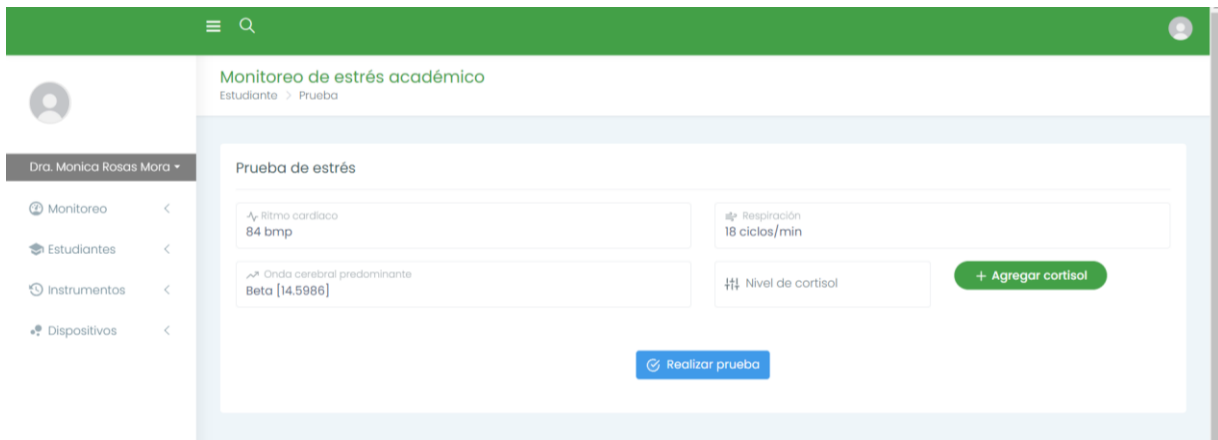 Monitoreo de estrés académico
Estudiante > Prueba
Dra. Monica Rosas Mora
Monitoreo
Estudiantes
Instrumentos
Dispositivos
Prueba de estrés
Ritmo cardíaco
84 bmp
Respiración
18 ciclos/min
Onda cerebral predominante
Beta [14.5986]
Nivel de cortisol
+ Agregar cortisol
Realizar prueba